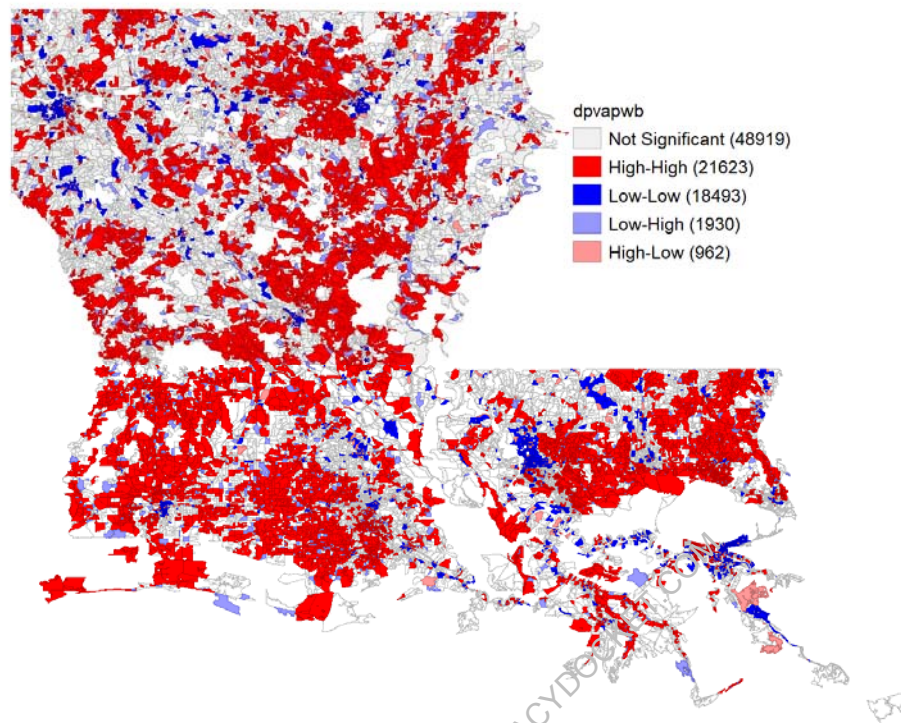 dpvapwb
Not Significant (48919)
High-High (21623)
Low-Low (18493)
Low-High (1930)
High-Low (962)